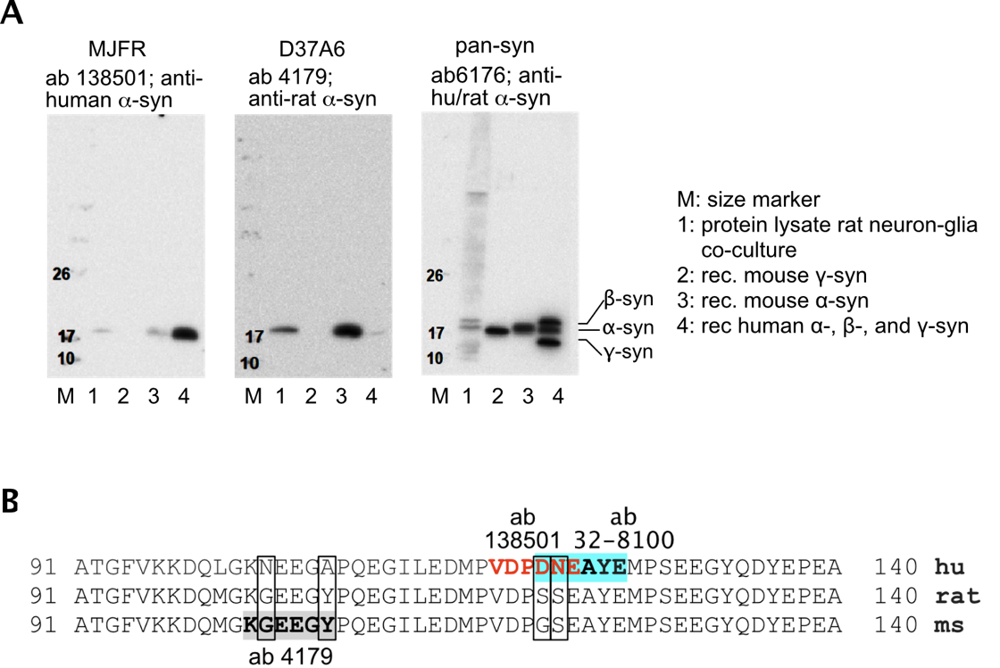 A
MJFR
ab 138501; anti-
human α-syn
D37A6
ab 4179;
anti-rat α-syn
pan-syn
ab6176; anti-
hu/rat α-syn
26
17
10
M 1 2 3 4
17
10
M 1 2 3 4
26
17
10
M 1 2 3 4
β-syn
α-syn
γ-syn
M: size marker
1: protein lysate rat neuron-glia
co-culture
2: rec. mouse γ-syn
3: rec. mouse α-syn
4: rec human α-, β-, and γ-syn
B
ab
138501
ab
32-8100
91 ATGFVKKDQLGKNEEGAPQEGILEDMPVDPDNEAYEMPSEEGYQDYEPEA 140 hu
91 ATGFVKKDQMGKGEEGYPQEGILEDMPVDPSSEAYEMPSEEGYQDYEPEA 140 rat
91 ATGFVKKDQMGKGEEGYPQEGILEDMPVDPGSEAYEMPSEEGYQDYEPEA 140 ms
ab 4179